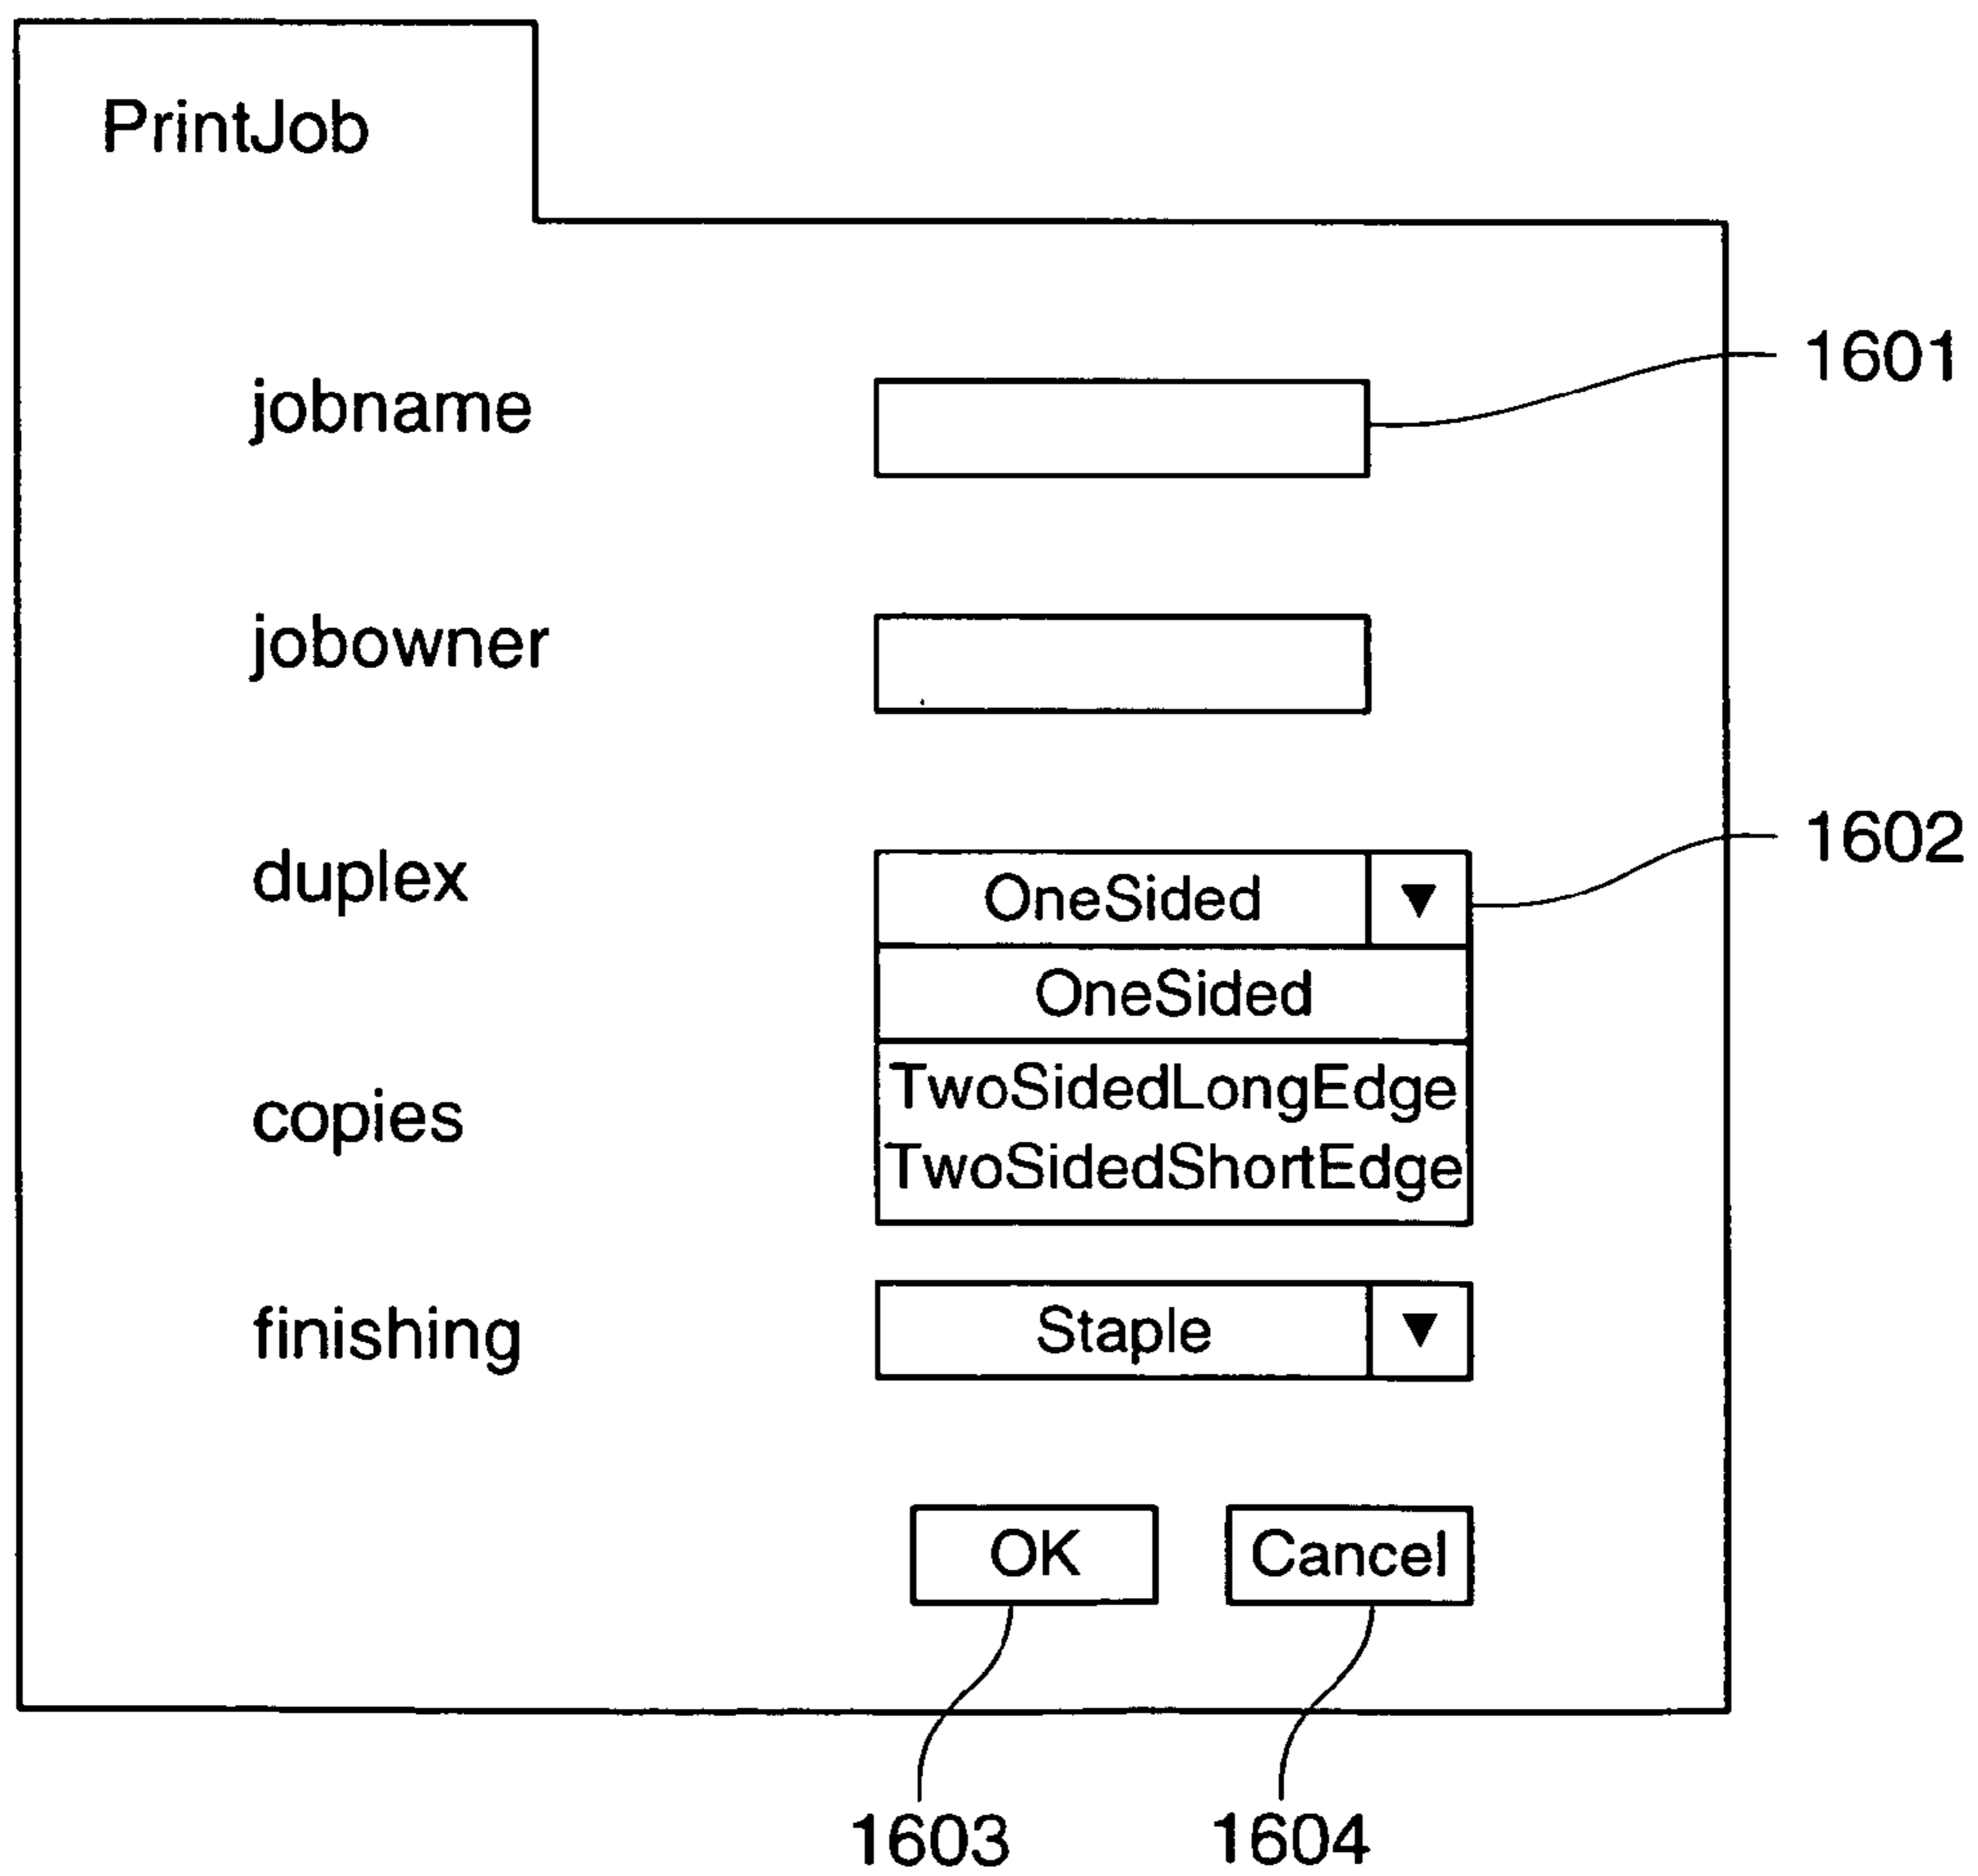 PrintJob
1601
jobname
jobowner
1602
duplex
OneSided
OneSided
TwoSidedLongEdge
copies
TwoSidedShortEdge
finishing
Staple
OK
Cancel
1603
1604